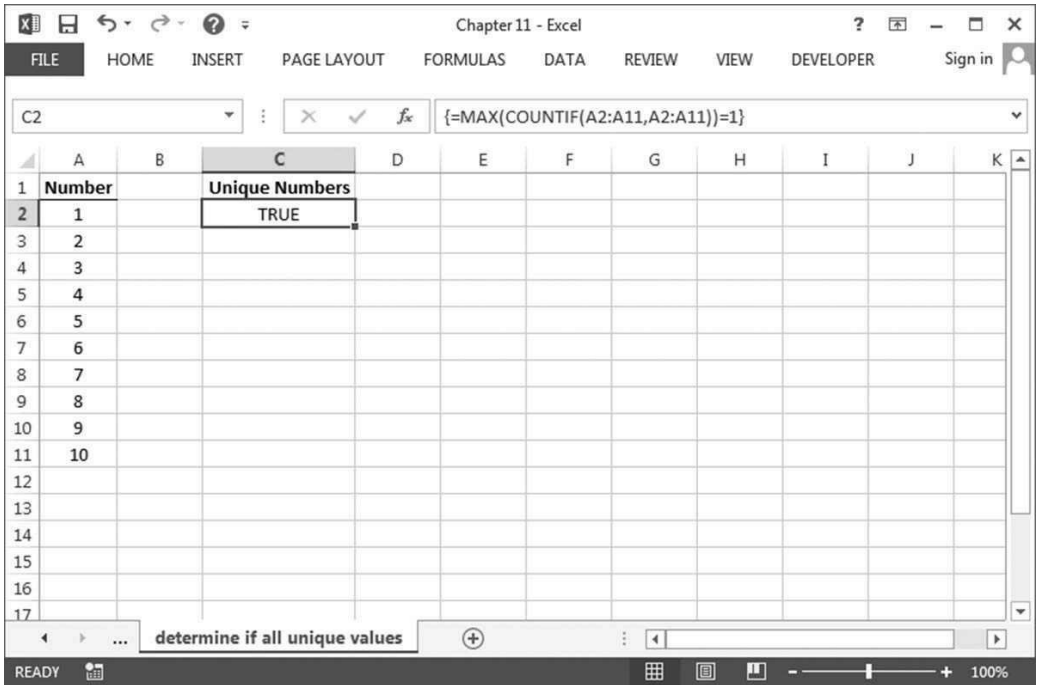 Chapter 11 - Excel
FILE HOME INSERT PAGE LAYOUT FORMULAS DATA REVIEW VIEW DEVELOPER Sign in
C2 fx {=MAX(COUNTIF(A2:A11,A2:A11))=1}
A B C D E F G H I J K
1 Number Unique Numbers
2 1 TRUE
3 2
4 3
5 4
6 5
7 6
8 7
9 8
10 9
11 10
12
13
14
15
16
17
... determine if all unique values
READY 100%